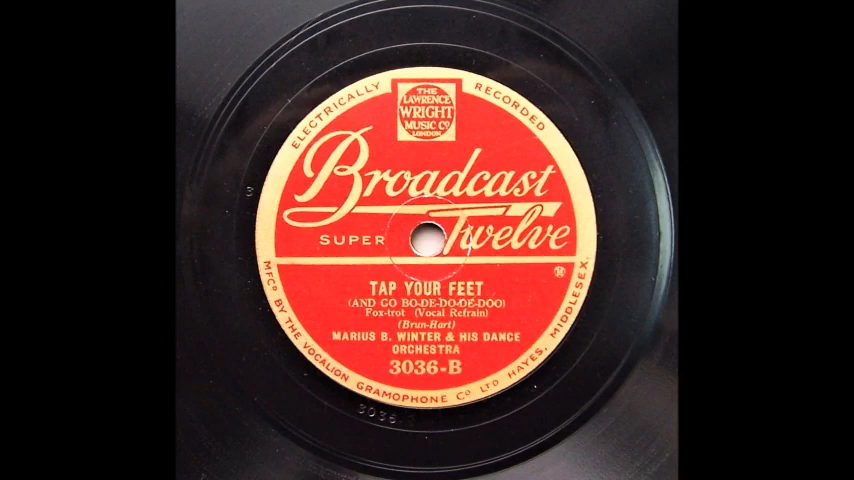 ELECTRICALLY RECORDED
THE
LAWRENCE
WRIGHT
MUSIC CO
LONDON
Broadcast
SUPER Twelve
TAP YOUR FEET
(AND GO BO-DE-DO-DE-DOO)
Fox-trot (Vocal Refrain)
(Brun-Hart)
MARIUS B. WINTER & HIS DANCE
ORCHESTRA
3036-B
MFCD BY THE VOCALION GRAMOPHONE CO LTD HAYES, MIDDLESEX.
3036